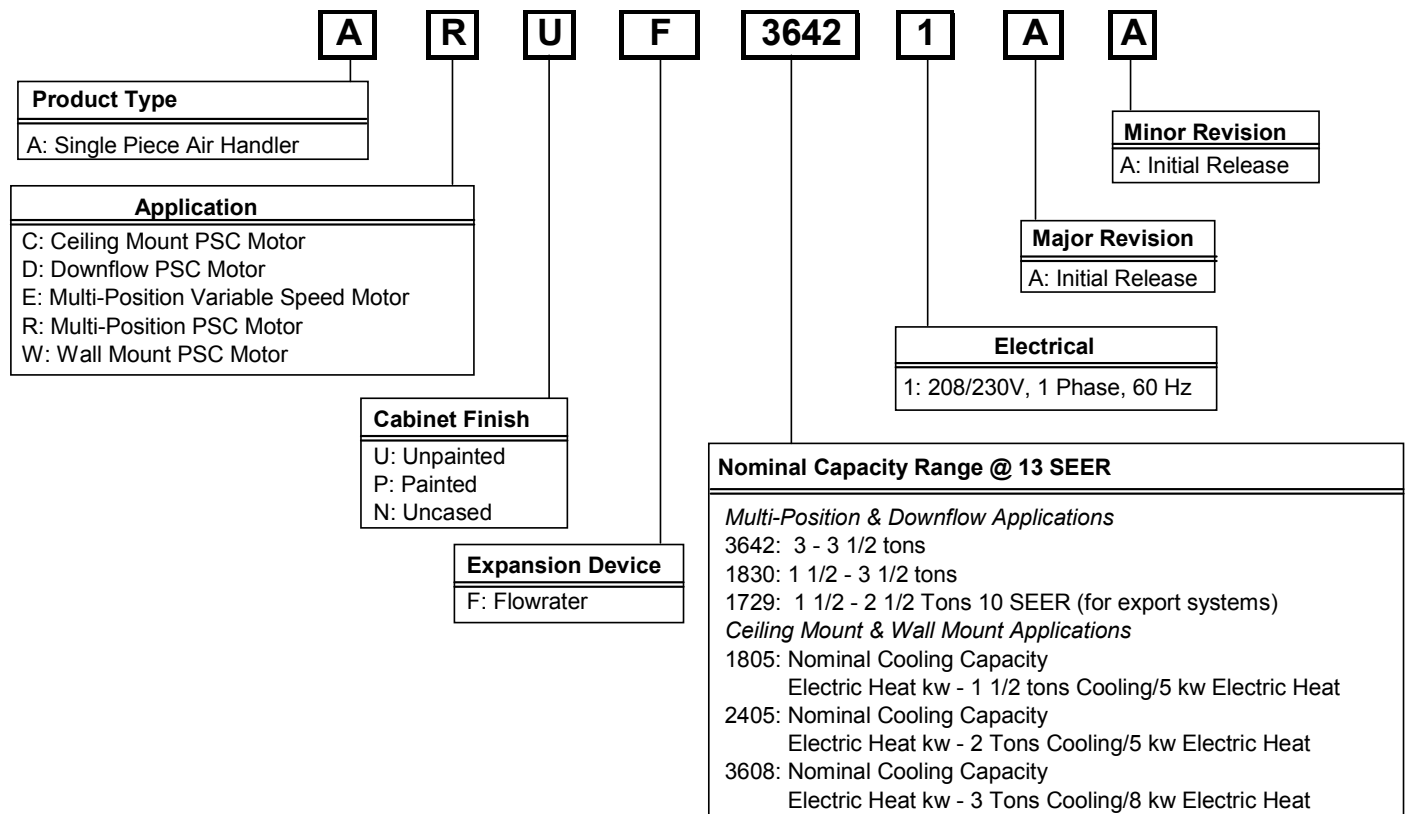 A R U F 3642 1 A A
Product Type
A: Single Piece Air Handler
Application
C: Ceiling Mount PSC Motor
D: Downflow PSC Motor
E: Multi-Position Variable Speed Motor
R: Multi-Position PSC Motor
W: Wall Mount PSC Motor
Cabinet Finish
U: Unpainted
P: Painted
N: Uncased
Expansion Device
F: Flowrater
Minor Revision
A: Initial Release
Major Revision
A: Initial Release
Electrical
1: 208/230V, 1 Phase, 60 Hz
Nominal Capacity Range @ 13 SEER
Multi-Position & Downflow Applications
3642: 3 - 3 1/2 tons
1830: 1 1/2 - 3 1/2 tons
1729: 1 1/2 - 2 1/2 Tons 10 SEER (for export systems)
Ceiling Mount & Wall Mount Applications
1805: Nominal Cooling Capacity
Electric Heat kw - 1 1/2 tons Cooling/5 kw Electric Heat
2405: Nominal Cooling Capacity
Electric Heat kw - 2 Tons Cooling/5 kw Electric Heat
3608: Nominal Cooling Capacity
Electric Heat kw - 3 Tons Cooling/8 kw Electric Heat